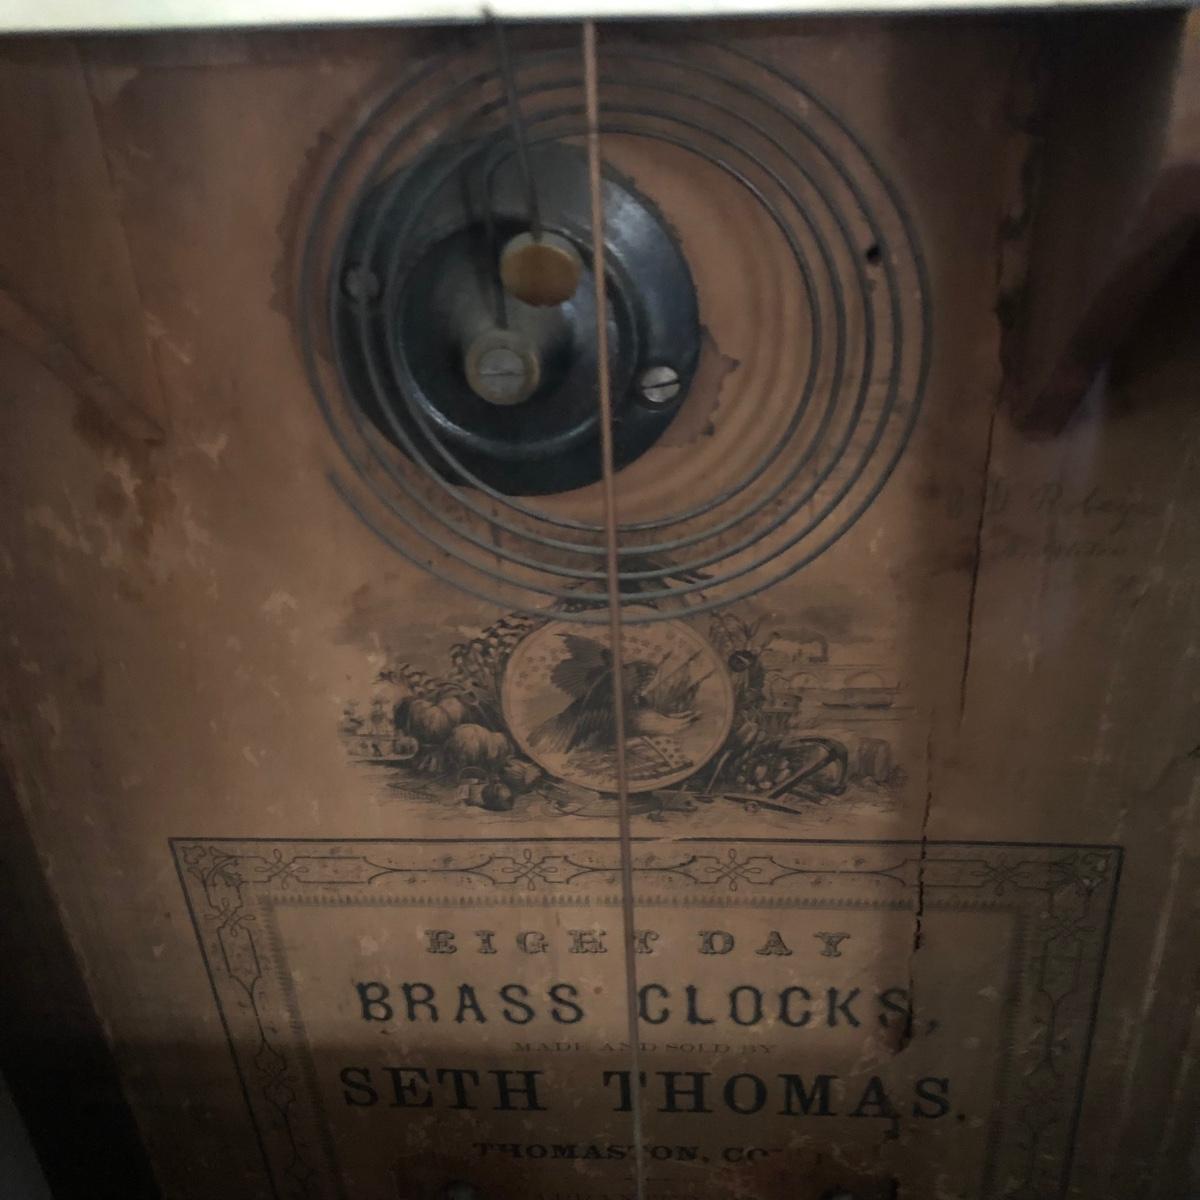 EIGHT DAY
BRASS CLOCKS,
MADE AND SOLD BY
SETH THOMAS.
THOMASTON, CO